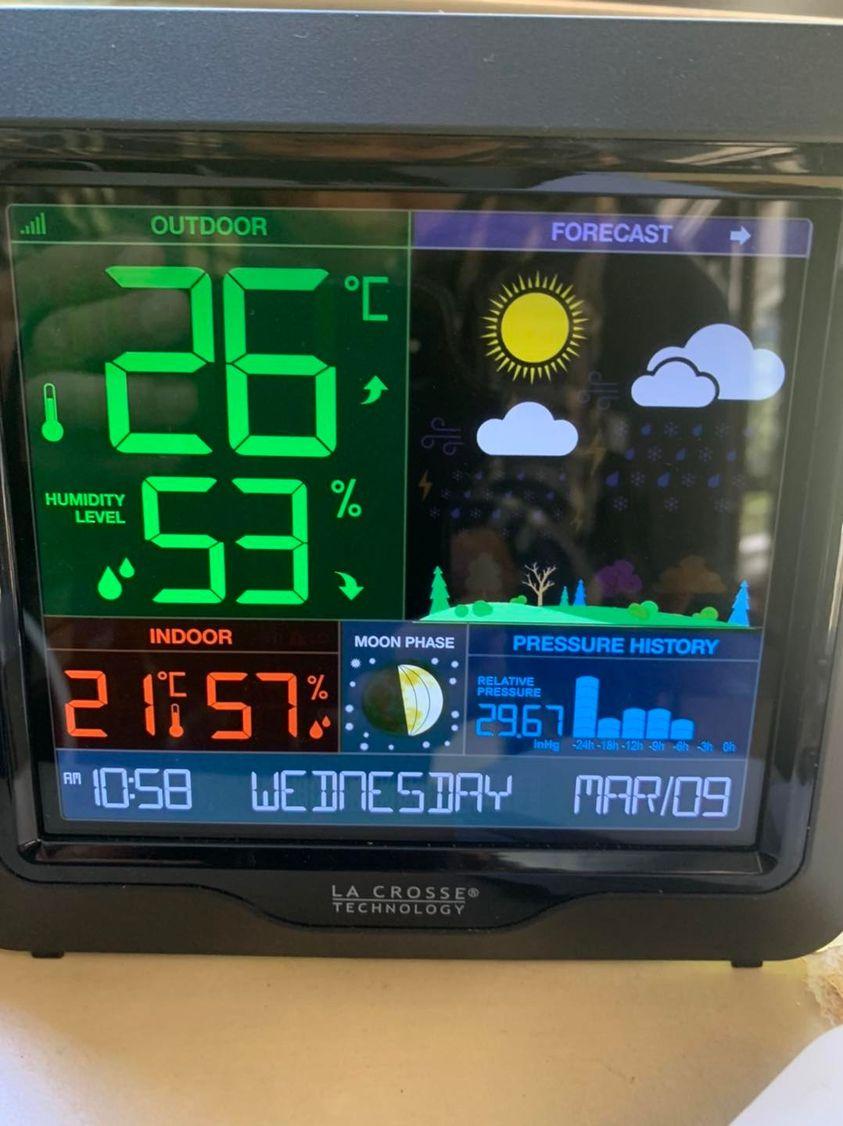 OUTDOOR
26 °C
HUMIDITY LEVEL
53 %
FORECAST
INDOOR
21 °C 57 %
MOON PHASE
PRESSURE HISTORY
RELATIVE PRESSURE
29.67
inHg
-24h -18h -12h -9h -6h -3h 0h
AM 10:58 WEDNESDAY MAR/09
LA CROSSE®
TECHNOLOGY